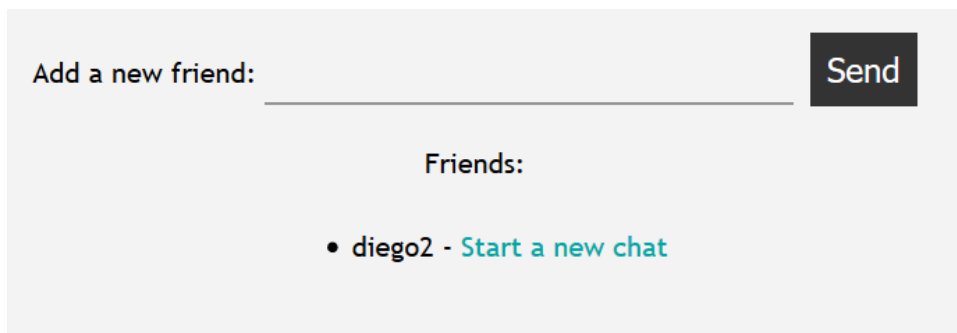 Add a new friend: Send
Friends:
• diego2 - Start a new chat